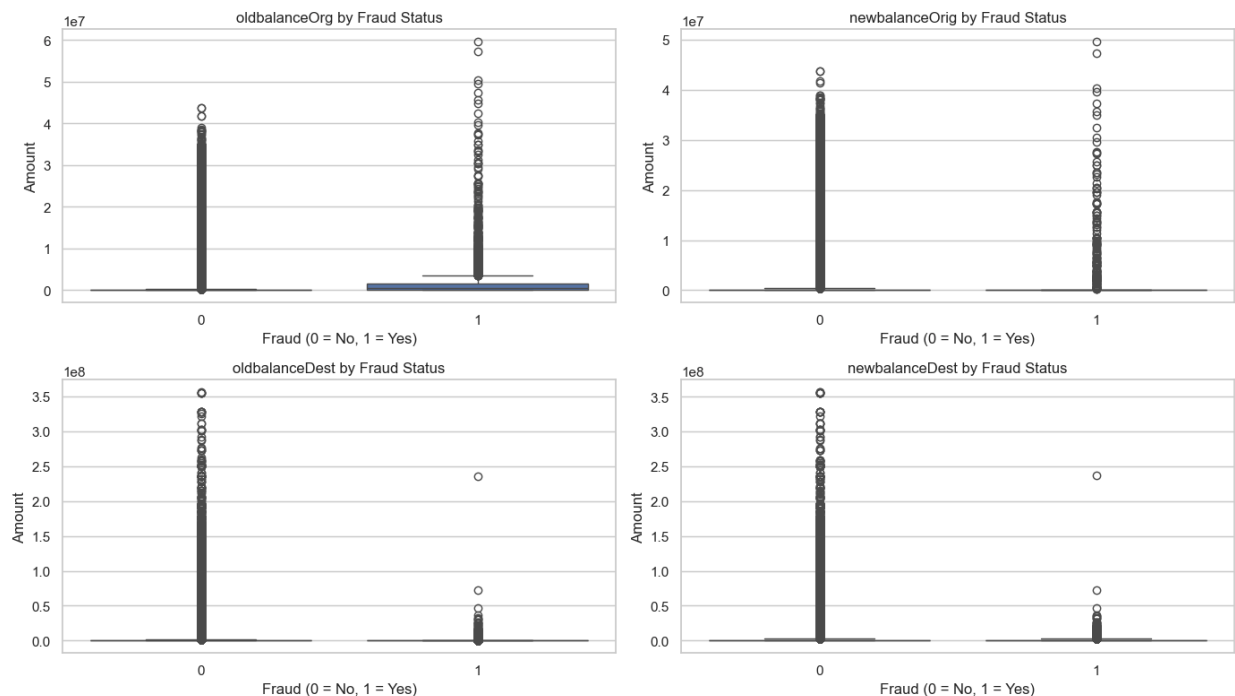 oldbalanceOrg by Fraud Status
1e7
6
5
4
3
2
1
0
Amount
0
1
Fraud (0 = No, 1 = Yes)
newbalanceOrig by Fraud Status
1e7
5
4
3
2
1
0
Amount
0
1
Fraud (0 = No, 1 = Yes)
oldbalanceDest by Fraud Status
1e8
3.5
3.0
2.5
2.0
1.5
1.0
0.5
0.0
Amount
0
1
Fraud (0 = No, 1 = Yes)
newbalanceDest by Fraud Status
1e8
3.5
3.0
2.5
2.0
1.5
1.0
0.5
0.0
Amount
0
1
Fraud (0 = No, 1 = Yes)